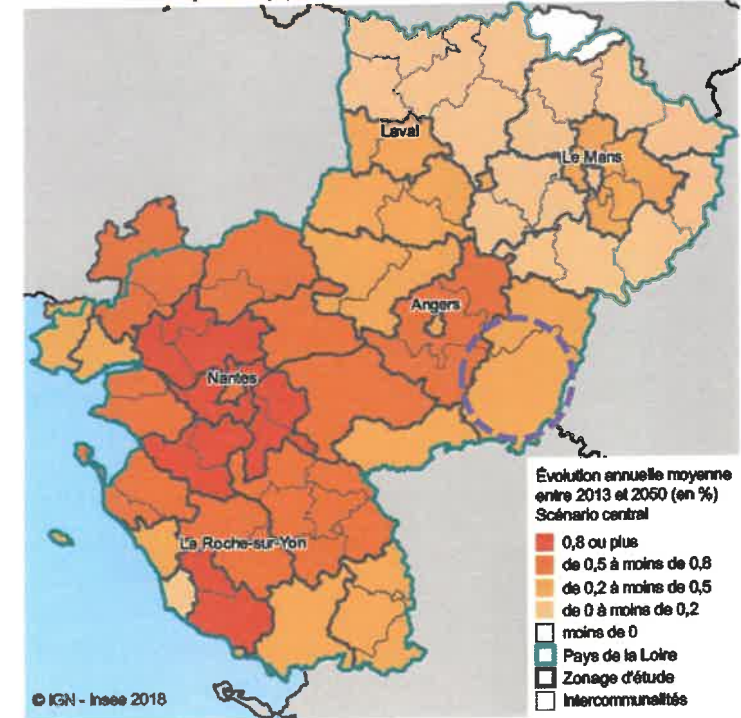 Laval
Le Mans
Angers
Nantes
La Roche-sur-Yon
Évolution annuelle moyenne
entre 2013 et 2050 (en %)
Scénario central
0,8 ou plus
de 0,5 à moins de 0,8
de 0,2 à moins de 0,5
de 0 à moins de 0,2
moins de 0
Pays de la Loire
Zonage d'étude
Intercommunalités
© IGN - Insee 2018